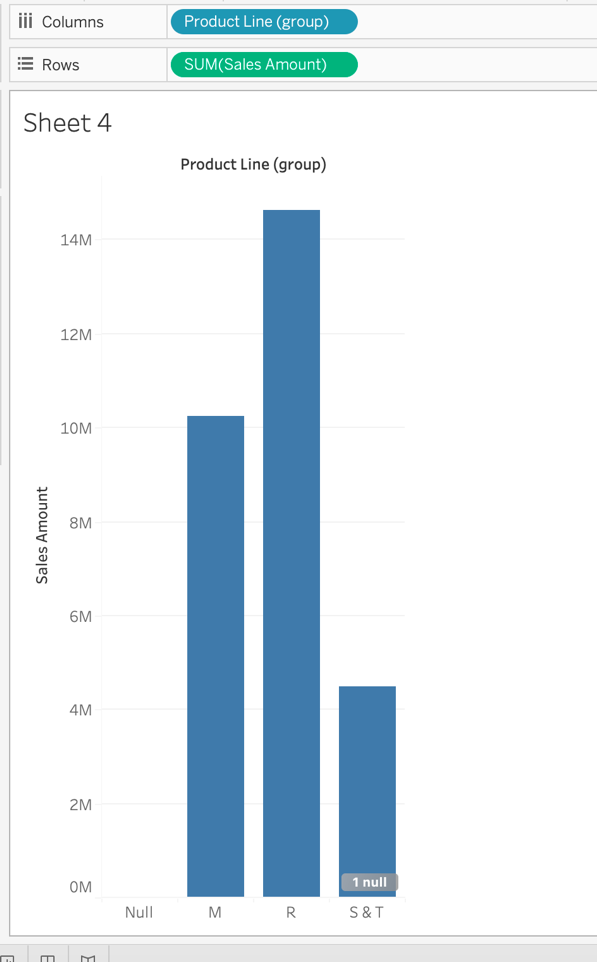 Columns
Product Line (group)
Rows
SUM(Sales Amount)
Sheet 4
Product Line (group)
14M
12M
10M
8M
6M
4M
2M
0M
Sales Amount
1 null
Null M R S & T